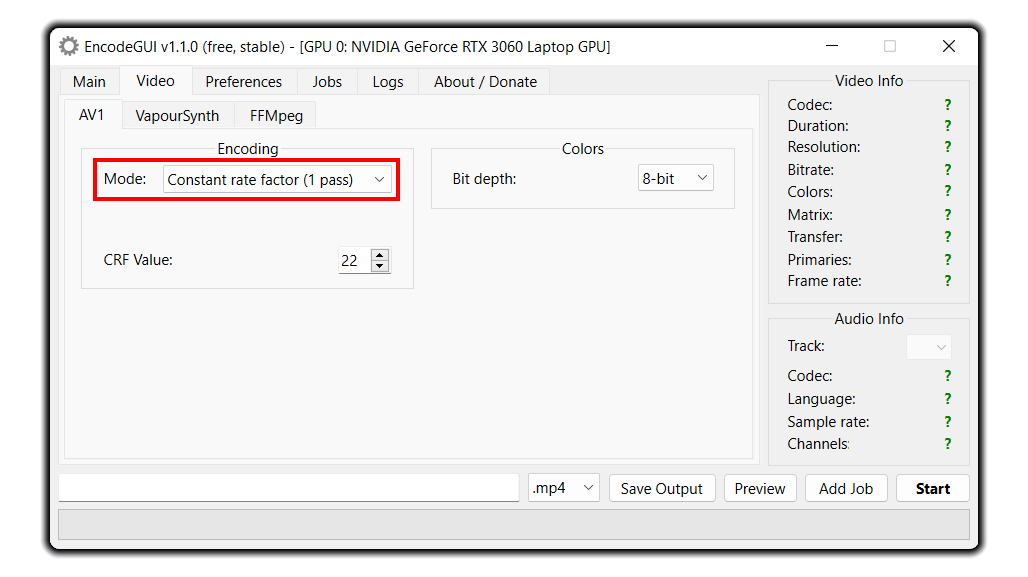 EncodeGUI v1.1.0 (free, stable) - [GPU 0: NVIDIA GeForce RTX 3060 Laptop GPU]
Main Video Preferences Jobs Logs About / Donate
AV1 VapourSynth FFMpeg
Encoding
Mode: Constant rate factor (1 pass)
CRF Value: 22
Colors
Bit depth: 8-bit
Video Info
Codec: ?
Duration: ?
Resolution: ?
Bitrate: ?
Colors: ?
Matrix: ?
Transfer: ?
Primaries: ?
Frame rate: ?
Audio Info
Track:
Codec: ?
Language: ?
Sample rate: ?
Channels: ?
.mp4 Save Output Preview Add Job Start